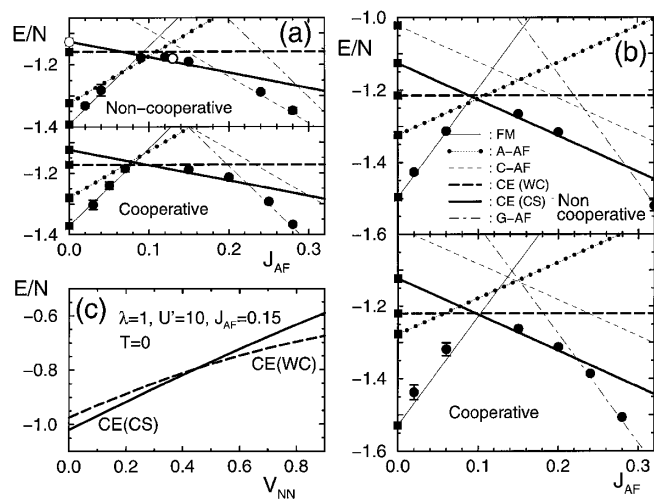 E/N
(a)
-1.2
Non-cooperative
-1.4
-1.2
Cooperative
-1.4
0.0 0.1 0.2 0.3
J_AF
E/N
(c)
λ=1, U'=10, J_AF=0.15
-0.6
T=0
-0.8
CE(WC)
CE(CS)
-1.0
0.0 0.2 0.4 0.6 0.8
V_NN
-1.0
E/N
(b)
-1.2
: FM
-1.4
: A-AF
: C-AF
: CE (WC)
Non
: CE (CS)
cooperative
: G-AF
-1.6
-1.2
-1.4
Cooperative
-1.6
0.0 0.1 0.2 0.3
J_AF